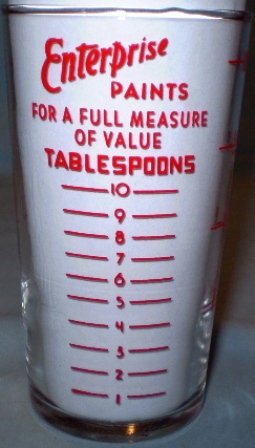 Enterprise
PAINTS
FOR A FULL MEASURE
OF VALUE
TABLESPOONS
10
9
8
7
6
5
4
3
2
1